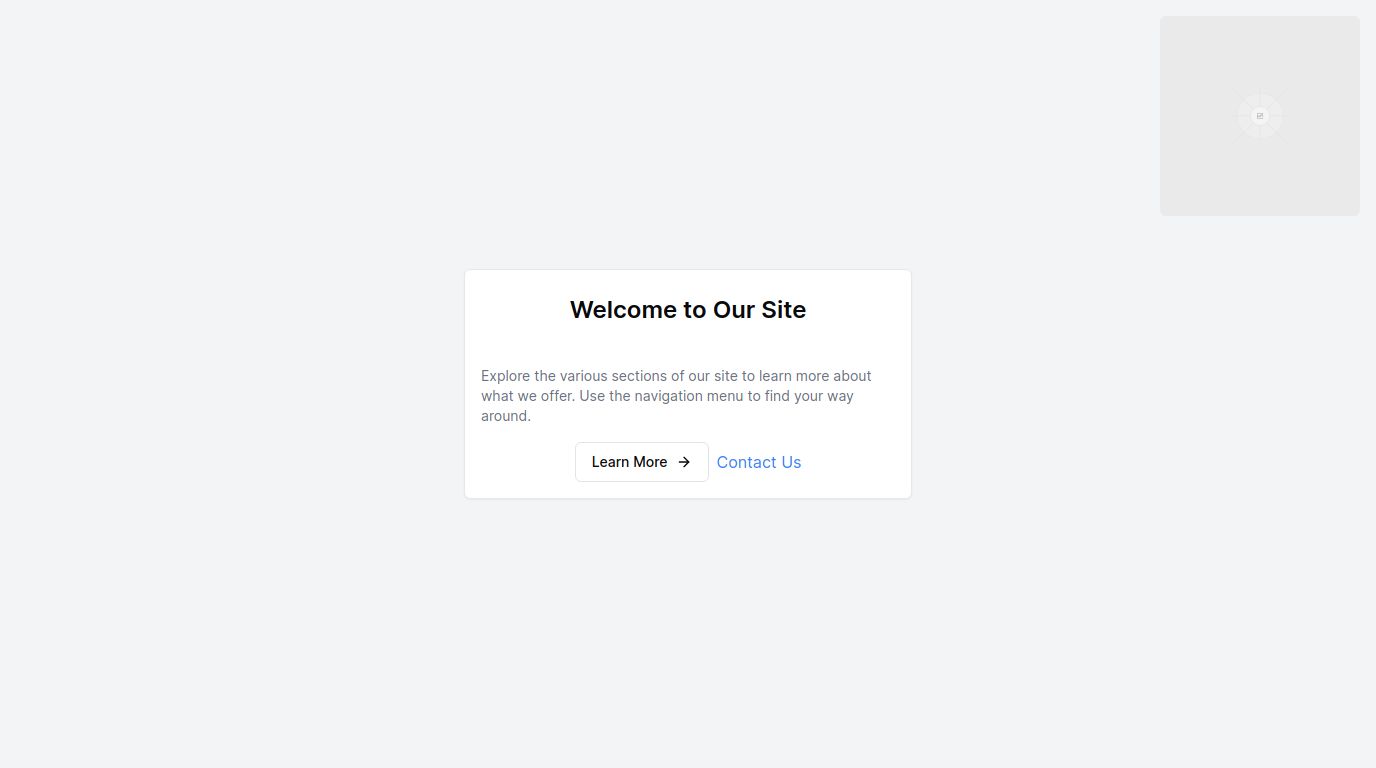 Welcome to Our Site
Explore the various sections of our site to learn more about
what we offer. Use the navigation menu to find your way
around.
Learn More
Contact Us